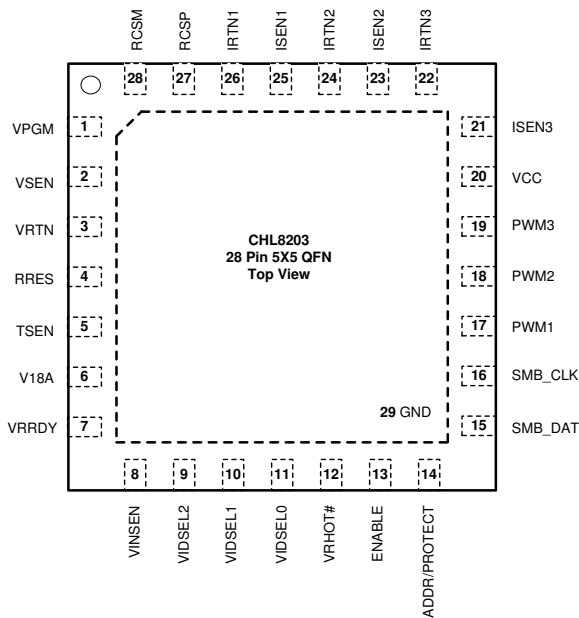 RCSM
RCSP
IRTN1
ISEN1
IRTN2
ISEN2
IRTN3
28
27
26
25
24
23
22
VPGM 1
VSEN 2
VRTN 3
RRES 4
TSEN 5
V18A 6
VRRDY 7
CHL8203
28 Pin 5X5 QFN
Top View
29 GND
21 ISEN3
20 VCC
19 PWM3
18 PWM2
17 PWM1
16 SMB_CLK
15 SMB_DAT
8
9
10
11
12
13
14
VINSEN
VIDSEL2
VIDSEL1
VIDSEL0
VRHOT#
ENABLE
ADDR/PROTECT